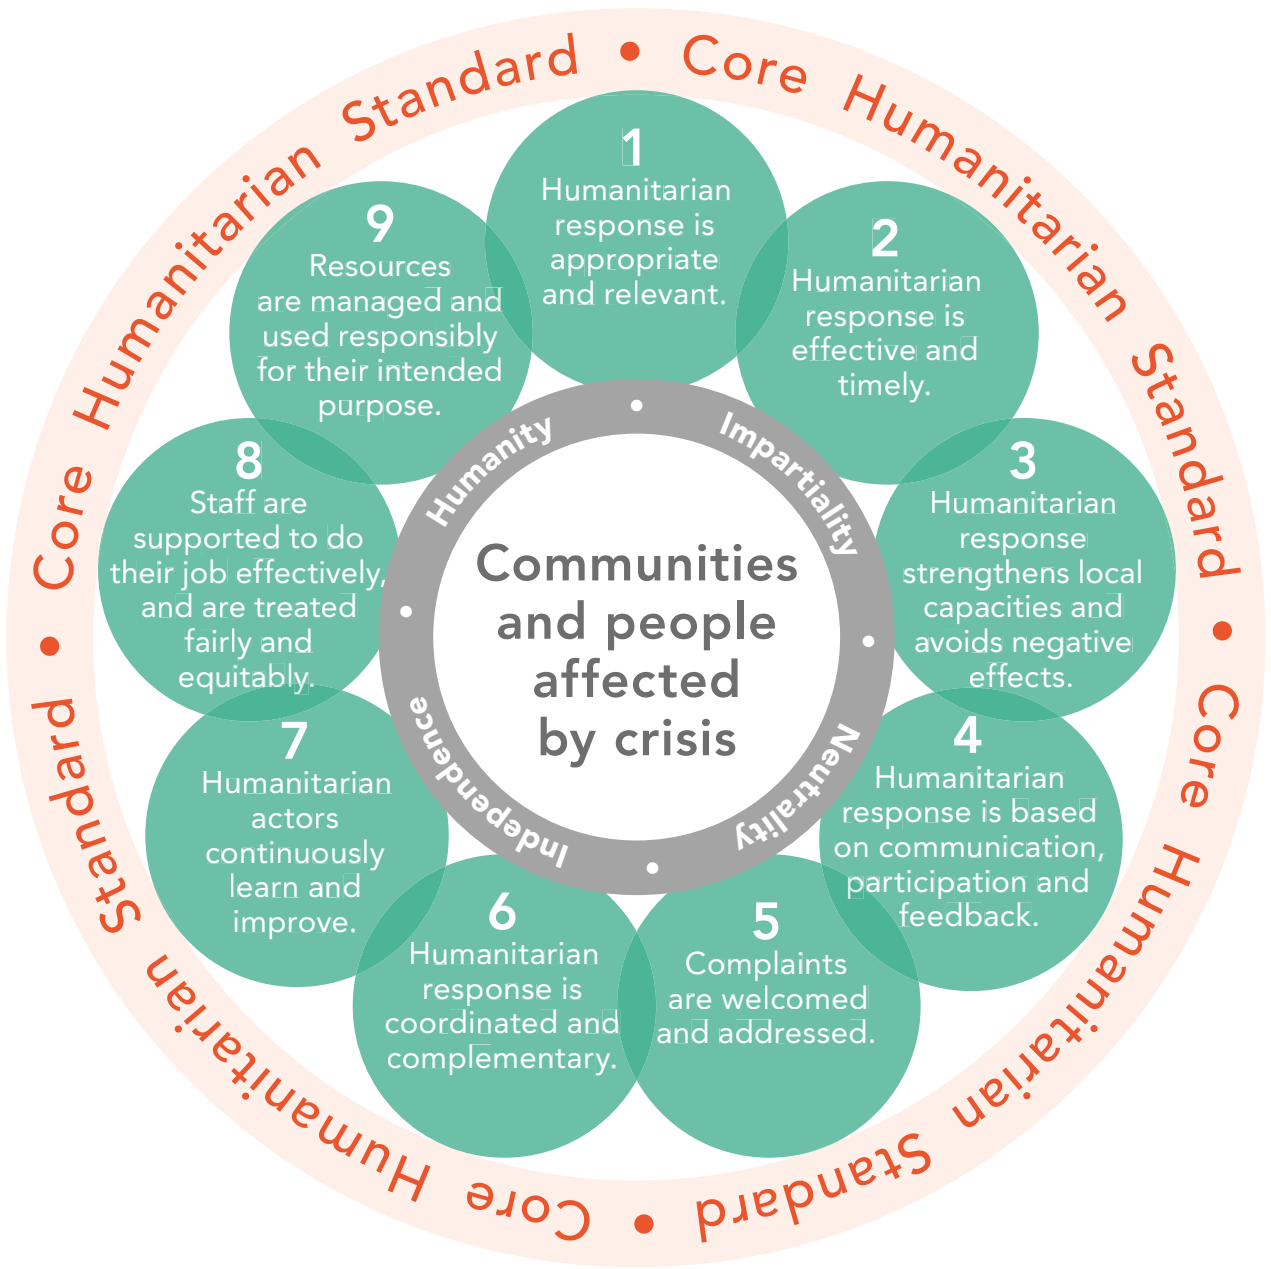 Core Humanitarian Standard • Core Humanitarian Standard • Core Humanitarian Standard • Core Humanitarian Standard •
1
Humanitarian
response is
appropriate
and relevant.
2
Humanitarian
response is
effective and
timely.
3
Humanitarian
response
strengthens local
capacities and
avoids negative
effects.
4
Humanitarian
response is based
on communication,
participation and
feedback.
5
Complaints
are welcomed
and addressed.
6
Humanitarian
response is
coordinated and
complementary.
7
Humanitarian
actors
continuously
learn and
improve.
8
Staff are
supported to do
their job effectively,
and are treated
fairly and
equitably.
9
Resources
are managed and
used responsibly
for their intended
purpose.
Humanity • Impartiality • Neutrality • Independence •
Communities
and people
affected
by crisis